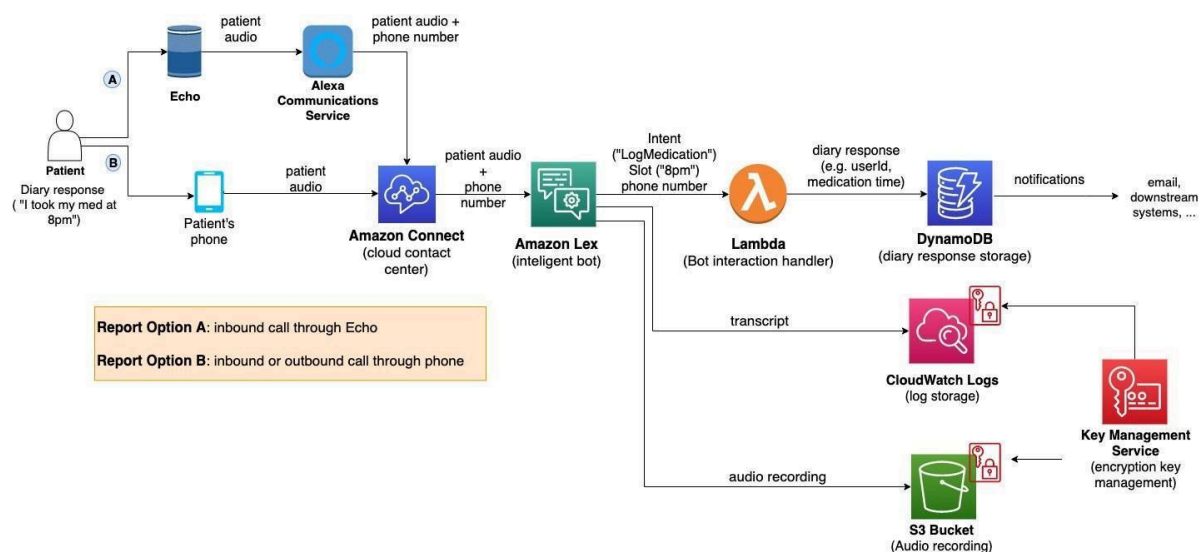 patient
audio
patient audio +
phone number
A
Echo
Alexa
Communications
Service
B
Patient
Diary response
( "I took my med at
8pm")
Patient's
phone
patient
audio
Amazon Connect
(cloud contact
center)
patient audio
+
phone
number
Amazon Lex
(inteligent bot)
Intent
("LogMedication")
Slot ("8pm")
phone number
Lambda
(Bot interaction handler)
diary response
(e.g. userId,
medication time)
DynamoDB
(diary response storage)
notifications
email,
downstream
systems, ...
Report Option A: inbound call through Echo
Report Option B: inbound or outbound call through phone
transcript
CloudWatch Logs
(log storage)
Key Management
Service
(encryption key
management)
audio recording
S3 Bucket
(Audio recording)